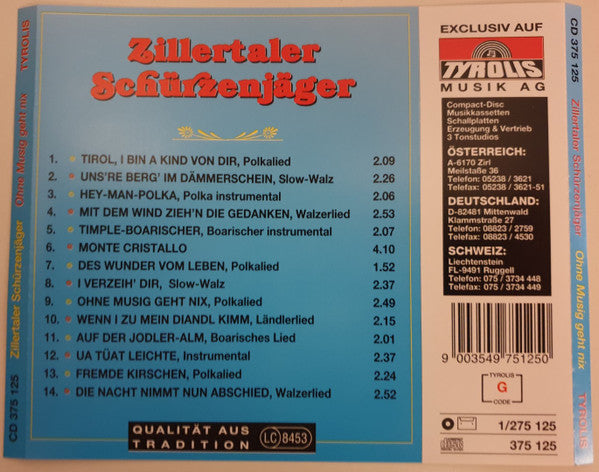 Zillertaler
Schürzenjäger
1. TIROL, I BIN A KIND VON DIR, Polkalied 2.09
2. UNS'RE BERG' IM DÄMMERSCHEIN, Slow-Walz 2.26
3. HEY-MAN-POLKA, Polka instrumental 2.06
4. MIT DEM WIND ZIEH'N DIE GEDANKEN, Walzerlied 2.53
5. TIMPLE-BOARISCHER, Boarischer instrumental 2.07
6. MONTE CRISTALLO 4.10
7. DES WUNDER VOM LEBEN, Polkalied 1.52
8. I VERZEIH' DIR, Slow-Walz 2.37
9. OHNE MUSIG GEHT NIX, Polkalied 2.49
10. WENN I ZU MEIN DIANDL KIMM, Ländlerlied 2.15
11. AUF DER JODLER-ALM, Boarisches Lied 2.01
12. UA TÜAT LEICHTE, Instrumental 2.37
13. FREMDE KIRSCHEN, Polkalied 2.24
14. DIE NACHT NIMMT NUN ABSCHIED, Walzerlied 2.52
QUALITÄT AUS
TRADITION
LC 8453
EXCLUSIV AUF
TYROLIS
MUSIK AG
Compact-Disc
Musikkassetten
Schallplatten
Erzeugung & Vertrieb
3 Tonstudios
ÖSTERREICH:
A-6170 Zirl
Meilstraße 36
Telefon: 05238 / 3621
Telefax: 05238 / 3621-51
DEUTSCHLAND:
D-82481 Mittenwald
Klammstraße 27
Telefon: 08823 / 2759
Telefax: 08823 / 4530
SCHWEIZ:
Liechtenstein
FL-9491 Ruggell
Telefon: 075 / 3734 448
Telefax: 075 / 3734 449
9 003549 751250
TYROLIS
G
CODE
1/275 125
375 125
CD 375 125 Zillertaler Schürzenjäger Ohne Musig geht nix TYROLIS
CD 375 125 Zillertaler Schürzenjäger Ohne Musig geht nix TYROLIS